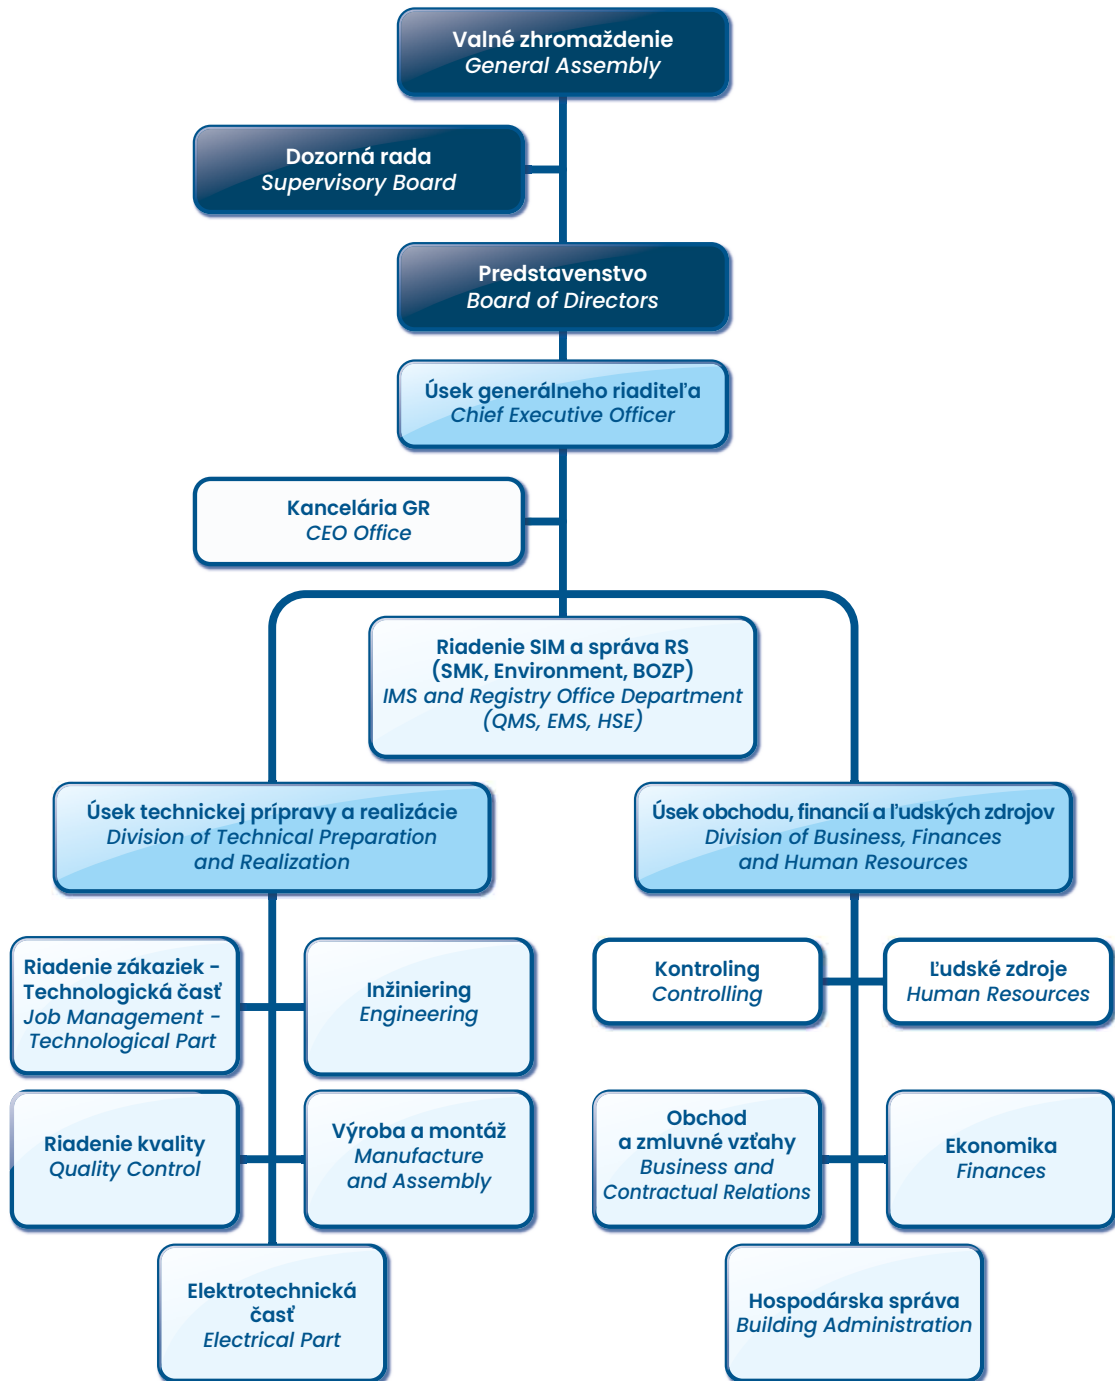 Valné zhromaždenie
General Assembly
Dozorná rada
Supervisory Board
Predstavenstvo
Board of Directors
Úsek generálneho riaditeľa
Chief Executive Officer
Kancelária GR
CEO Office
Riadenie SIM a správa RS
(SMK, Environment, BOZP)
IMS and Registry Office Department
(QMS, EMS, HSE)
Úsek technickej prípravy a realizácie
Division of Technical Preparation
and Realization
Úsek obchodu, financií a ľudských zdrojov
Division of Business, Finances
and Human Resources
Riadenie zákaziek -
Technologická časť
Job Management -
Technological Part
Inžiniering
Engineering
Kontroling
Controlling
Ľudské zdroje
Human Resources
Riadenie kvality
Quality Control
Výroba a montáž
Manufacture
and Assembly
Obchod
a zmluvné vzťahy
Business and
Contractual Relations
Ekonomika
Finances
Elektrotechnická
časť
Electrical Part
Hospodárska správa
Building Administration